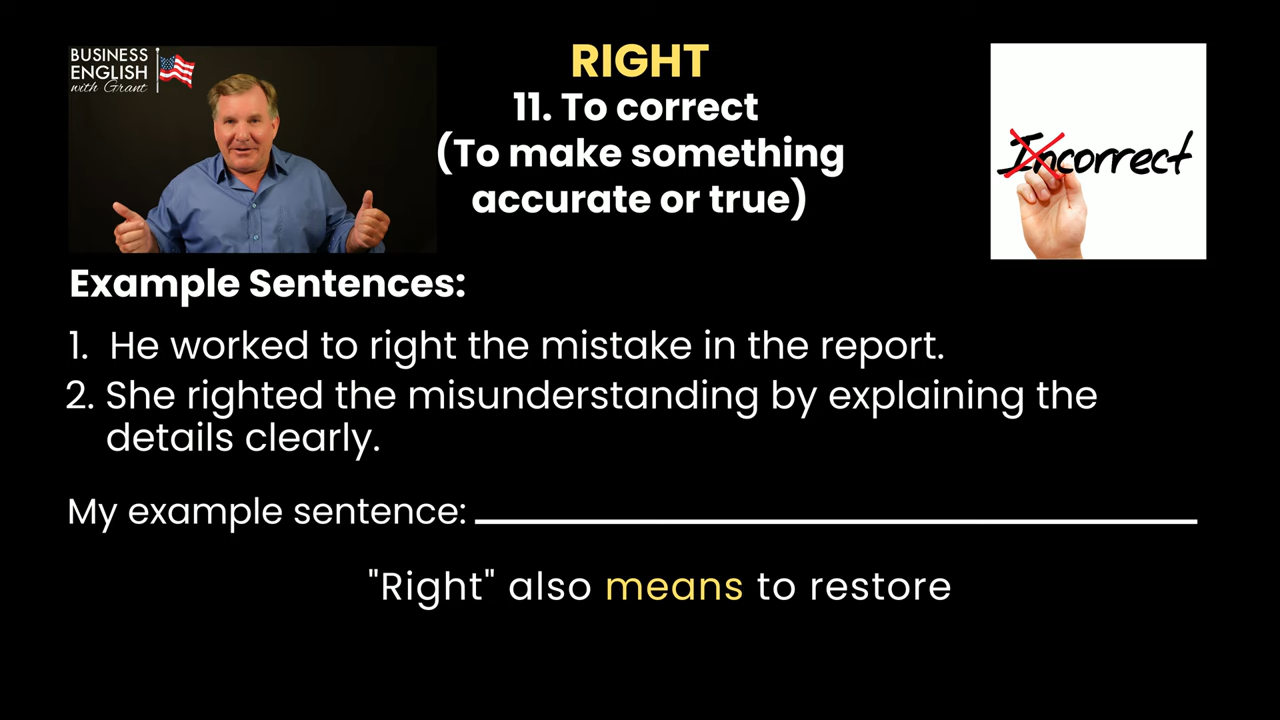 BUSINESS
ENGLISH
with Grant
RIGHT
11. To correct
(To make something
accurate or true)
Incorrect
Example Sentences:
1. He worked to right the mistake in the report.
2. She righted the misunderstanding by explaining the
details clearly.
My example sentence:
"Right" also means to restore